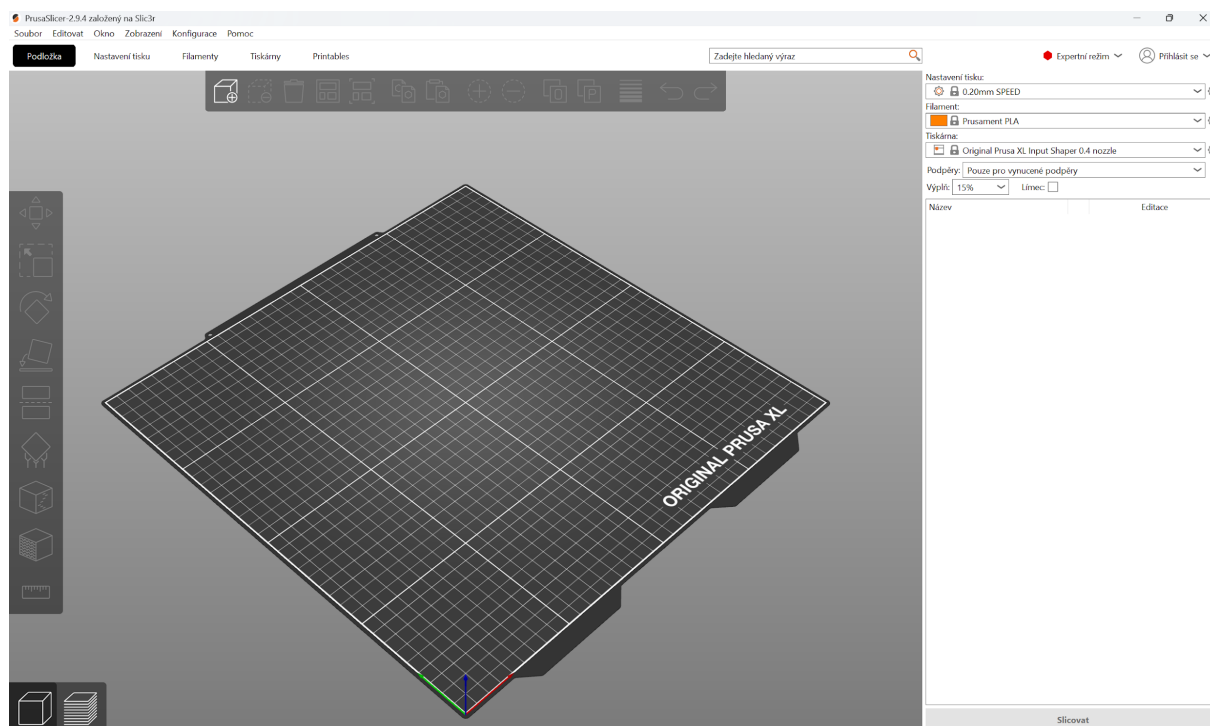 PrusaSlicer-2.9.4 založený na Slic3r
Soubor Editovat Okno Zobrazení Konfigurace Pomoc
Podložka Nastavení tisku Filamenty Tiskárny Printables Zadejte hledaný výraz Expertní režim Přihlásit se
Nastavení tisku:
0.20mm SPEED
Filament:
Prusament PLA
Tiskárna:
Original Prusa XL Input Shaper 0.4 nozzle
Podpěry: Pouze pro vynucené podpěry
Výplň: 15% Límec:
Název Editace
ORIGINAL PRUSA XL
Slicovat